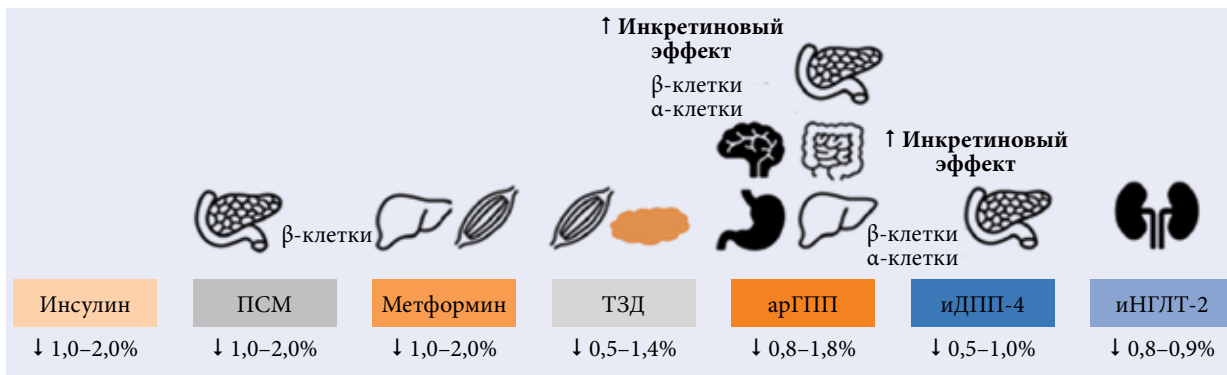 ↑ Инкретиновый
эффект
β-клетки
α-клетки
↑ Инкретиновый
эффект
β-клетки
β-клетки
α-клетки
Инсулин
ПСМ
Метформин
ТЗД
арГПП
иДПП-4
иНГЛТ-2
↓ 1,0–2,0%
↓ 1,0–2,0%
↓ 1,0–2,0%
↓ 0,5–1,4%
↓ 0,8–1,8%
↓ 0,5–1,0%
↓ 0,8–0,9%